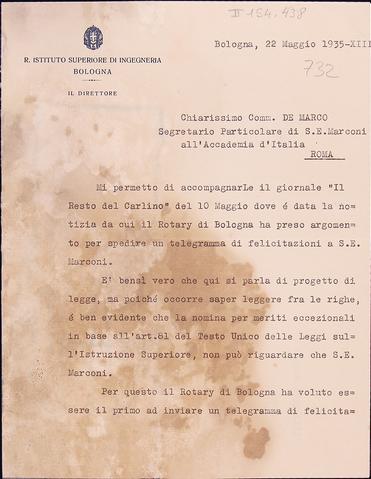 II 154.438
Bologna, 22 Maggio 1935-XIII
732
R. ISTITUTO SUPERIORE DI INGEGNERIA
BOLOGNA
IL DIRETTORE
Chiarissimo Comm. DE MARCO
Segretario Particolare di S.E.Marconi
all'Accademia d'Italia
ROMA
Mi permetto di accompagnarLe il giornale "Il
Resto del Carlino" del 10 Maggio dove é data la no=
tizia da cui il Rotary di Bologna ha preso argomen=
to per spedire un telegramma di felicitazioni a S.E.
Marconi.
E' bensì vero che qui si parla di progetto di
legge, ma poiché occorre saper leggere fra le righe,
é ben evidente che la nomina per meriti eccezionali
in base all'art.81 del Testo Unico delle Leggi sul=
l'Istruzione Superiore, non può riguardare che S.E.
Marconi.
Per questo il Rotary di Bologna ha voluto es=
sere il primo ad inviare un telegramma di felicita=